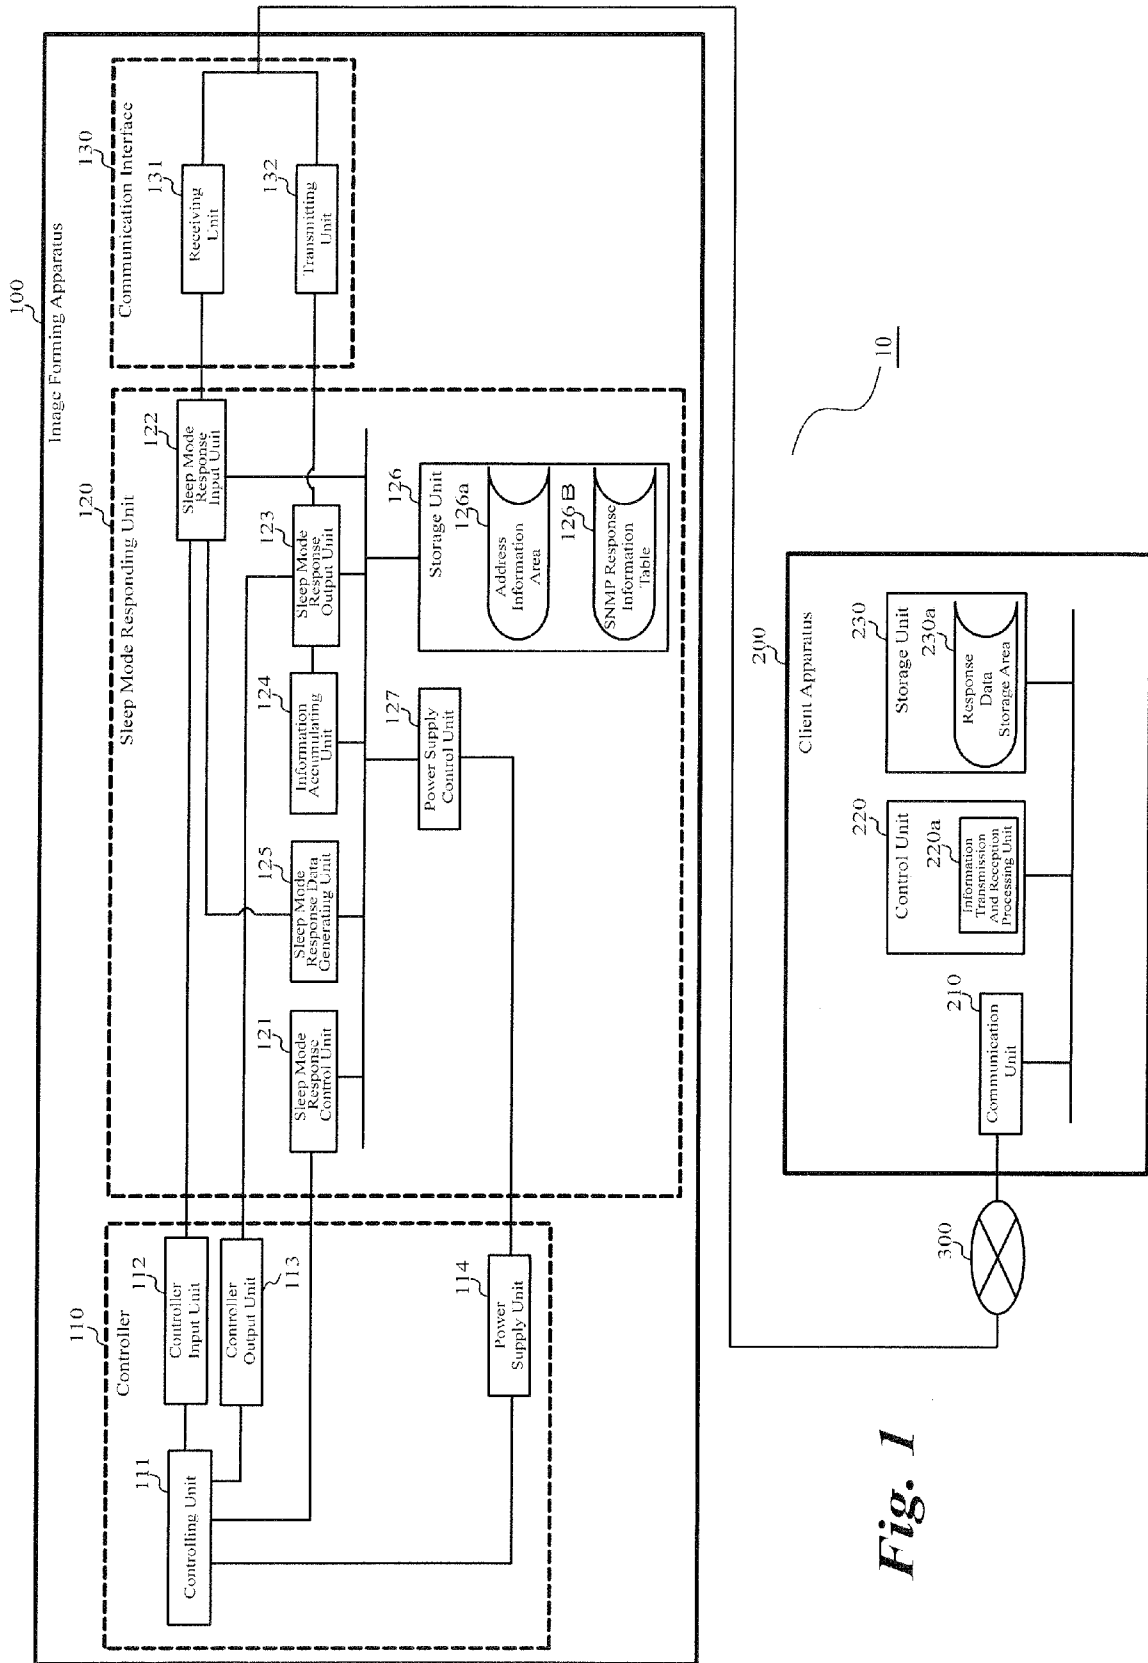 100
Image Forming Apparatus
110
Controller
111
Controlling Unit
112
Controller
Input Unit
Controller
Output Unit
113
114
Power
Supply Unit
120
Sleep Mode Responding Unit
122
Sleep Mode
Response
Input Unit
121
Sleep Mode
Response
Control Unit
125
Sleep Mode
Response Data
Generating Unit
124
Information
Accumulating
Unit
123
Sleep Mode
Response
Output Unit
127
Power Supply
Control Unit
126
Storage Unit
126a
Address
Information
Area
126B
SNMP Response
Information
Table
130
Communication Interface
131
Receiving
Unit
132
Transmitting
Unit
10
300
200
Client Apparatus
210
Communication
Unit
220
Control Unit
220a
Information
Transmission
And Reception
Processing Unit
230
Storage Unit
230a
Response
Data
Storage Area
Fig. 1